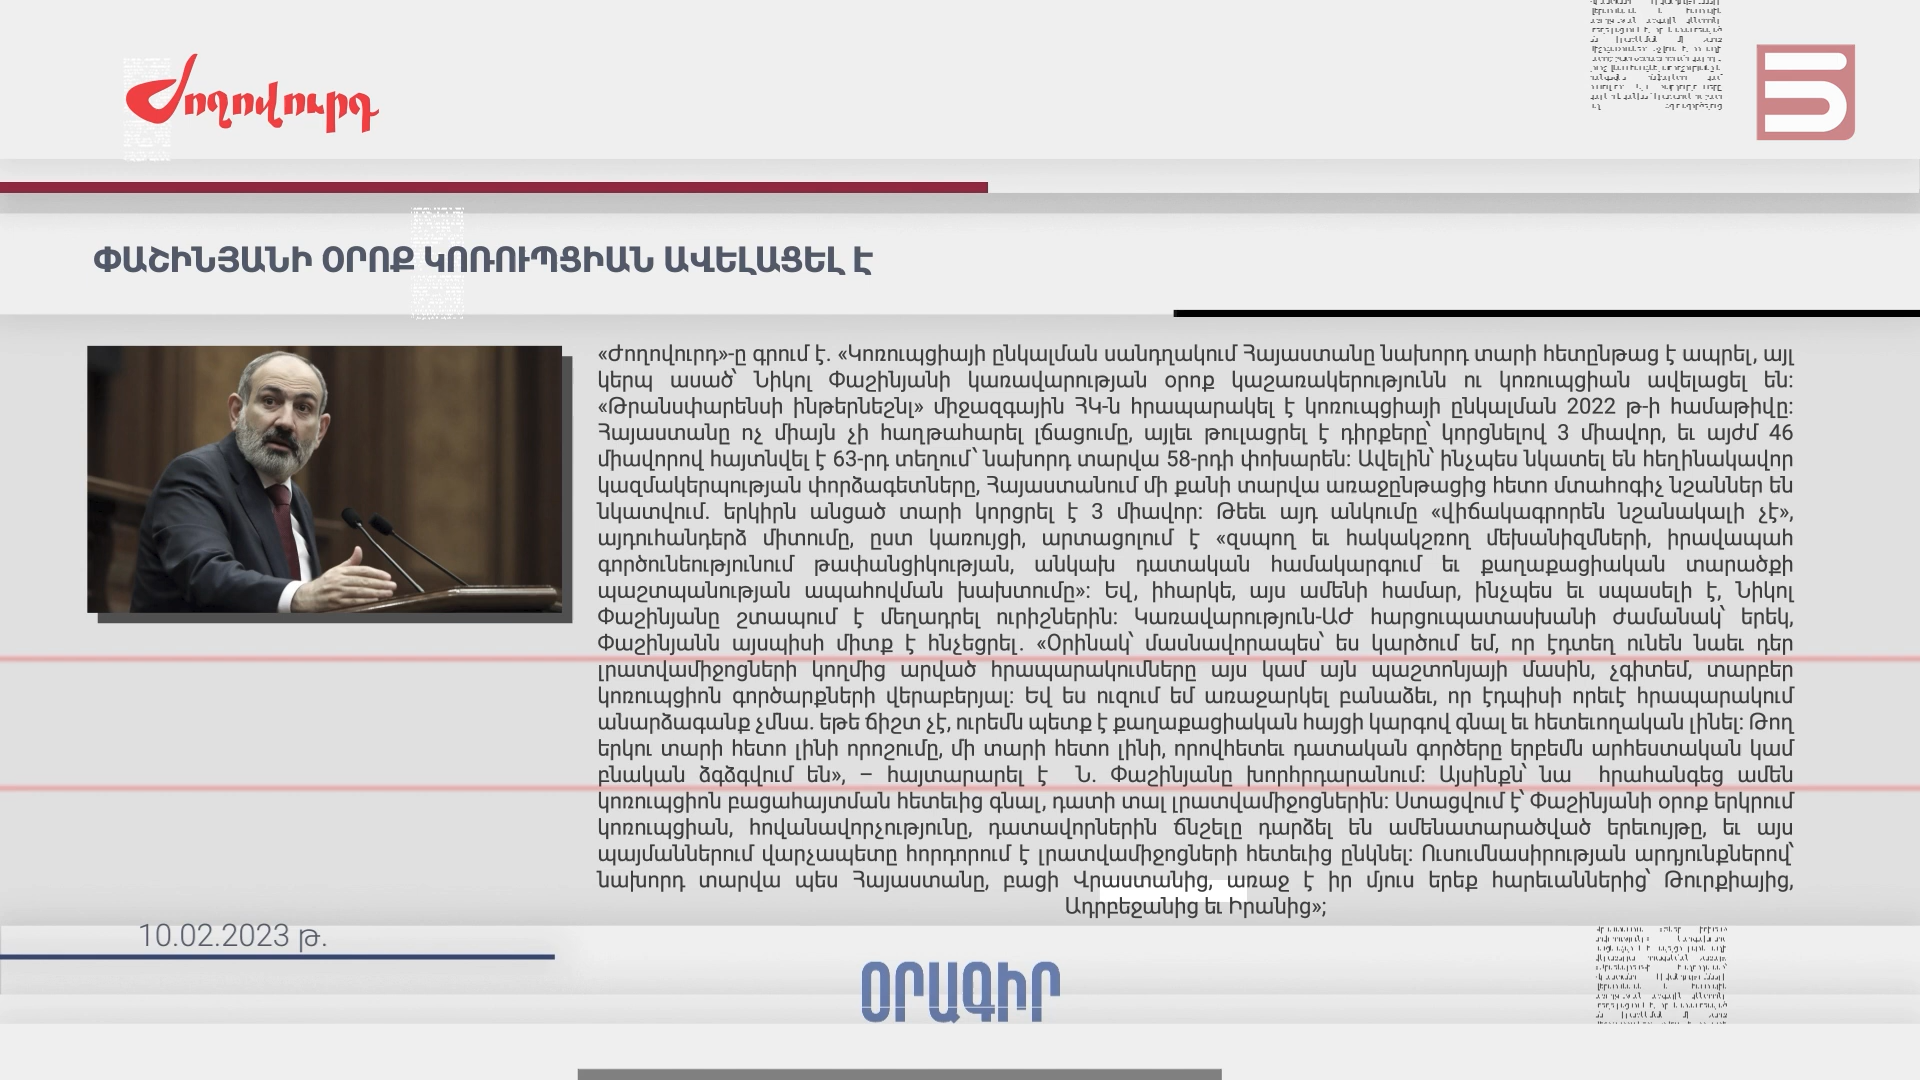 Ժողովուրդ
5
ՓԱՇԻՆՅԱՆԻ ՕՐՈՔ ԿՈՌՈՒՊՑԻԱՆ ԱՎԵԼԱՑԵԼ Է
«Ժողովուրդ»-ը գրում է. «Կոռուպցիայի ընկալման սանդղակում Հայաստանը նախորդ տարի հետընթաց է ապրել, այլ
կերպ ասած՝ Նիկոլ Փաշինյանի կառավարության օրոք կաշառակերությունն ու կոռուպցիան ավելացել են:
«Թրանսփարենսի ինթերնեշնլ» միջազգային ՀԿ-ն հրապարակել է կոռուպցիայի ընկալման 2022 թ-ի համաթիվը:
Հայաստանը ոչ միայն չի հաղթահարել լճացումը, այլեւ թուլացրել է դիրքերը՝ կորցնելով 3 միավոր, եւ այժմ 46
միավորով հայտնվել է 63-րդ տեղում՝ նախորդ տարվա 58-րդի փոխարեն: Ավելին՝ ինչպես նկատել են հեղինակավոր
կազմակերպության փորձագետները, Հայաստանում մի քանի տարվա առաջընթացից հետո մտահոգիչ նշաններ են
նկատվում. երկիրն անցած տարի կորցրել է 3 միավոր: Թեեւ այդ անկումը «վիճակագրորեն նշանակալի չէ»,
այդուհանդերձ միտումը, ըստ կառույցի, արտացոլում է «զսպող եւ հակակշռող մեխանիզմների, իրավապահ
գործունեությունում թափանցիկության, անկախ դատական համակարգում եւ քաղաքացիական տարածքի
պաշտպանության ապահովման խախտումը»: Եվ, իհարկե, այս ամենի համար, ինչպես եւ սպասելի է, Նիկոլ
Փաշինյանը շտապում է մեղադրել ուրիշներին: Կառավարություն-ԱԺ հարցուպատասխանի ժամանակ՝ երեկ,
Փաշինյանն այսպիսի միտք է հնչեցրել. «Օրինակ՝ մասնավորապես՝ ես կարծում եմ, որ էդտեղ ունեն նաեւ դեր
լրատվամիջոցների կողմից արված հրապարակումները այս կամ այն պաշտոնյայի մասին, չգիտեմ, տարբեր
կոռուպցիոն գործարքների վերաբերյալ: Եվ ես ուզում եմ առաջարկել բանաձեւ, որ էդպիսի որեւէ հրապարակում
անարձագանք չմնա. եթե ճիշտ չէ, ուրեմն պետք է քաղաքացիական հայցի կարգով գնալ եւ հետեւողական լինել: Թող
երկու տարի հետո լինի որոշումը, մի տարի հետո լինի, որովհետեւ դատական գործերը երբեմն արհեստական կամ
բնական ձգձգվում են», – հայտարարել է Ն. Փաշինյանը խորհրդարանում: Այսինքն՝ նա հրահանգեց ամեն
կոռուպցիոն բացահայտման հետեւից գնալ, դատի տալ լրատվամիջոցներին: Ստացվում է՝ Փաշինյանի օրոք երկրում
կոռուպցիան, հովանավորչությունը, դատավորներին ճնշելը դարձել են ամենատարածված երեւույթը, եւ այս
պայմաններում վարչապետը հորդորում է լրատվամիջոցների հետեւից ընկնել: Ուսումնասիրության արդյունքներով՝
նախորդ տարվա պես Հայաստանը, բացի Վրաստանից, առաջ է իր մյուս երեք հարեւաններից՝ Թուրքիայից,
Ադրբեջանից եւ Իրանից»;
10.02.2023 թ.
ՕՐԱԳԻՐ